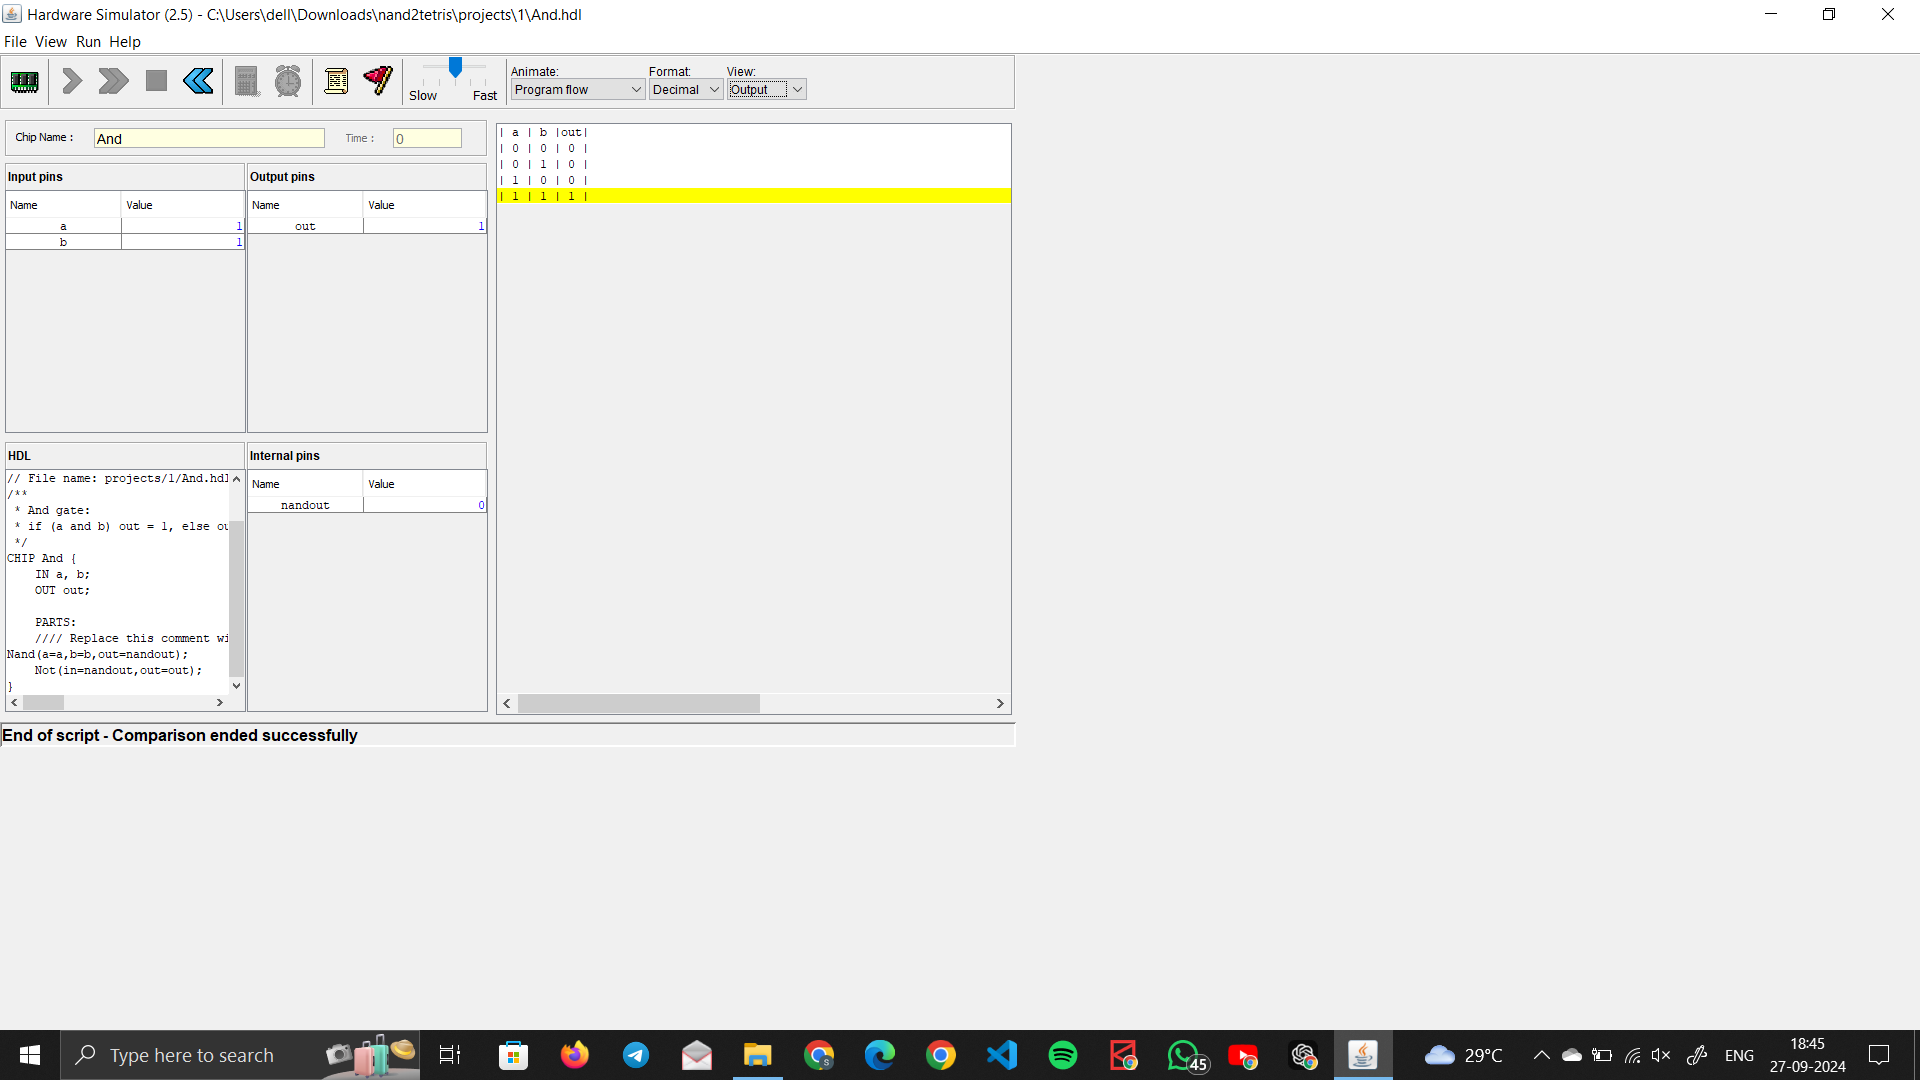 Hardware Simulator (2.5) - C:\Users\dell\Downloads\nand2tetris\projects\1\And.hdl
File View Run Help
Animate: Format: View:
Program flow Decimal Output
Slow Fast
Chip Name : And Time : 0
Input pins
Name Value
a 1
b 1
Output pins
Name Value
out 1
HDL
// File name: projects/1/And.hdl
/**
* And gate:
* if (a and b) out = 1, else ou
*/
CHIP And {
IN a, b;
OUT out;
PARTS:
//// Replace this comment wi
Nand(a=a,b=b,out=nandout);
Not(in=nandout,out=out);
}
Internal pins
Name Value
nandout 0
| a | b |out|
| 0 | 0 | 0 |
| 0 | 1 | 0 |
| 1 | 0 | 0 |
| 1 | 1 | 1 |
End of script - Comparison ended successfully
Type here to search
S
45
29°C
ENG
18:45
27-09-2024